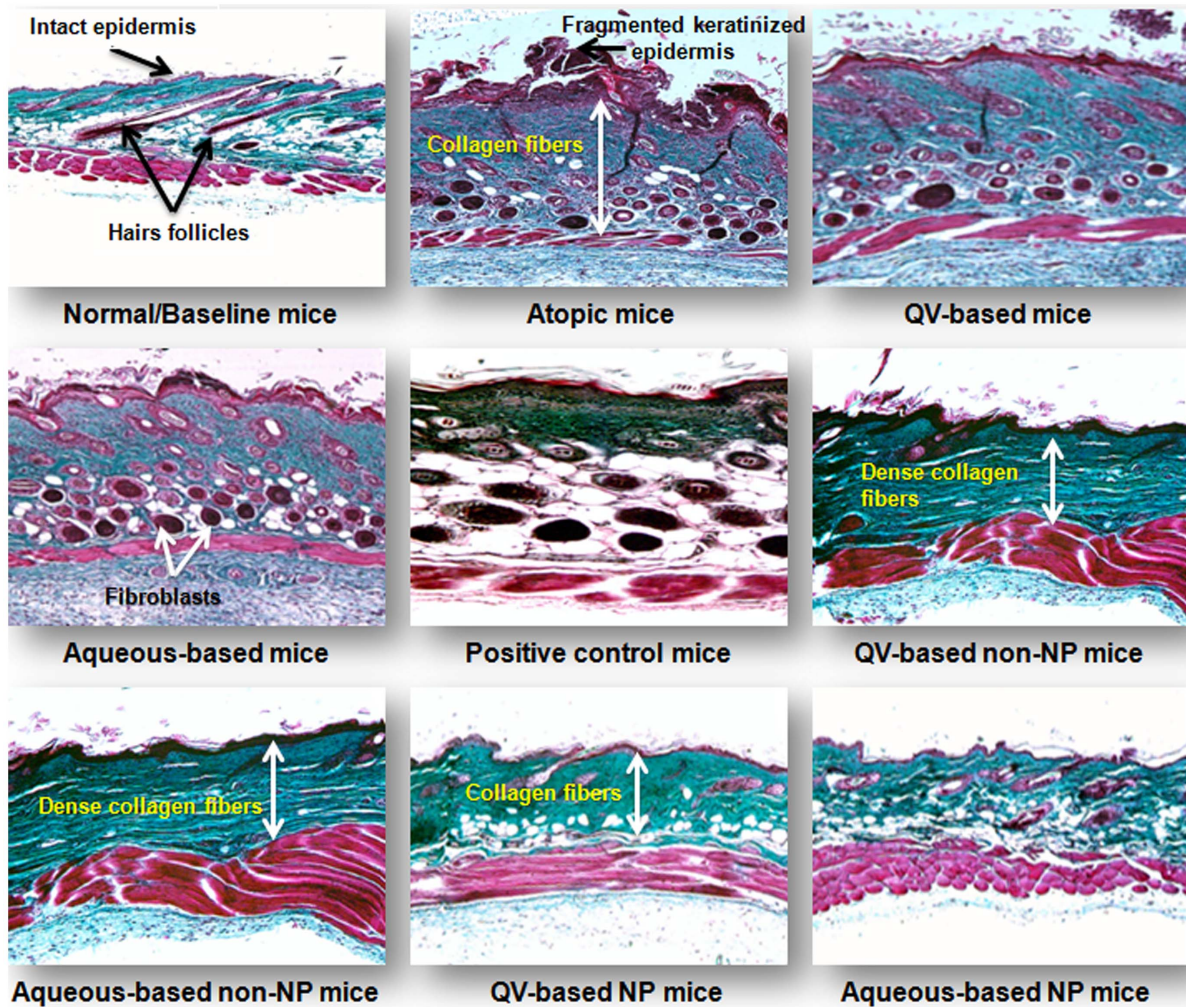 Intact epidermis
Hairs follicles
Normal/Baseline mice
Fragmented keratinized
epidermis
Collagen fibers
Atopic mice
QV-based mice
Fibroblasts
Aqueous-based mice
Positive control mice
Dense collagen
fibers
QV-based non-NP mice
Dense collagen fibers
Aqueous-based non-NP mice
Collagen fibers
QV-based NP mice
Aqueous-based NP mice